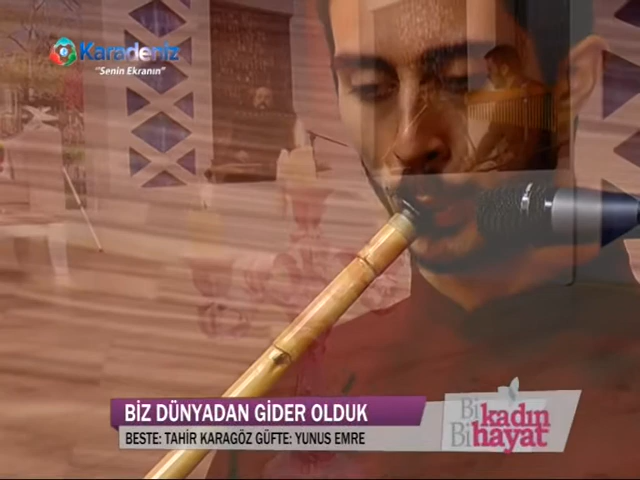 Karadeniz
"Senin Ekranın"
BİZ DÜNYADAN GİDER OLDUK
BESTE: TAHİR KARAGÖZ GÜFTE: YUNUS EMRE
Bi kadın
Bi hayat